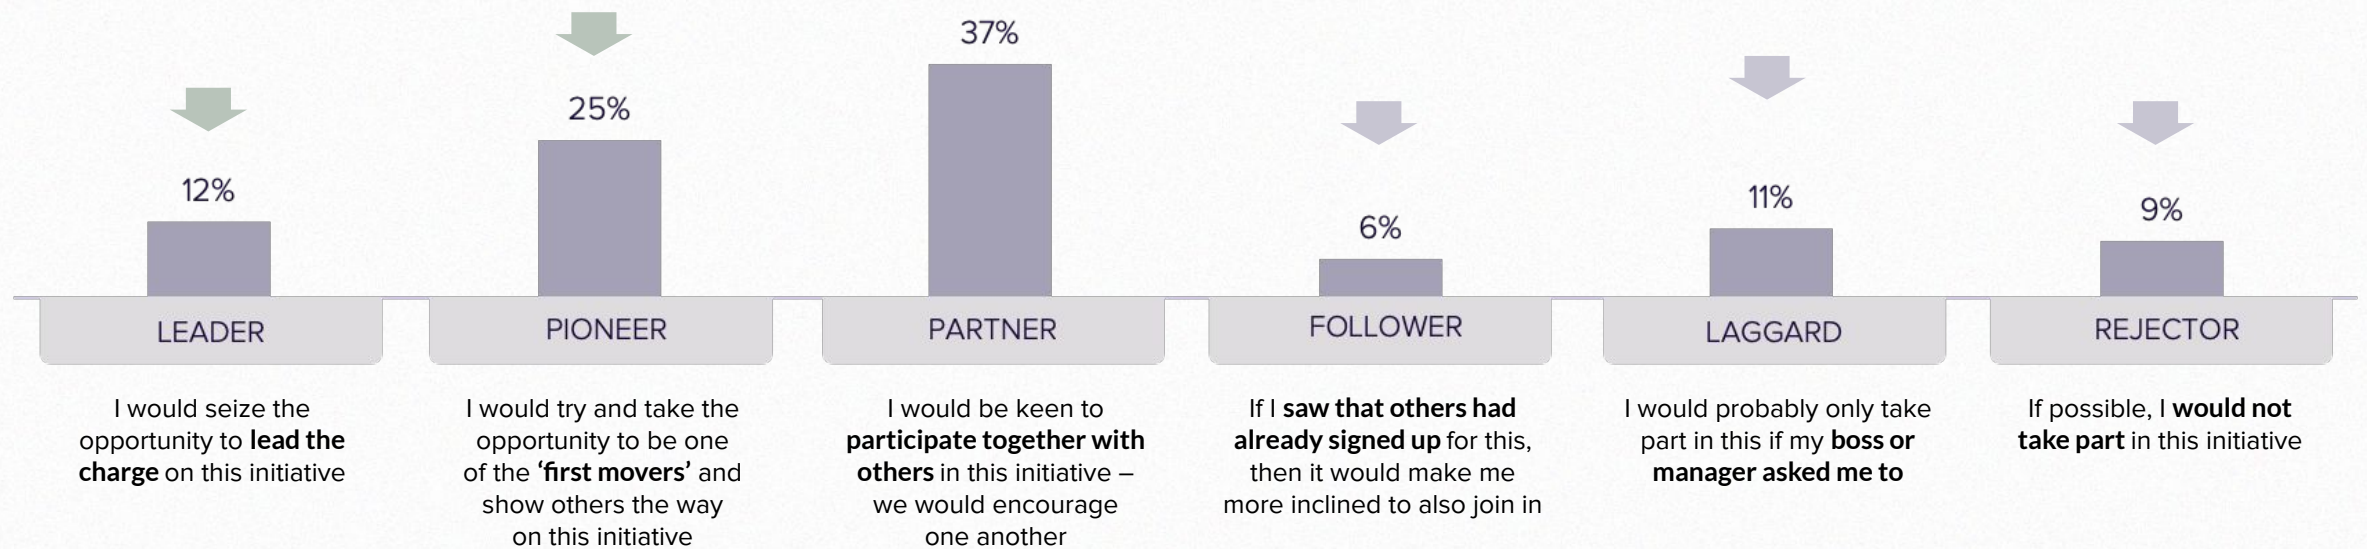 12%
25%
37%
6%
11%
9%
LEADER
PIONEER
PARTNER
FOLLOWER
LAGGARD
REJECTOR
I would seize the
opportunity to lead the
charge on this initiative
I would try and take the
opportunity to be one
of the ‘first movers’ and
show others the way
on this initiative
I would be keen to
participate together with
others in this initiative –
we would encourage
one another
If I saw that others had
already signed up for this,
then it would make me
more inclined to also join in
I would probably only take
part in this if my boss or
manager asked me to
If possible, I would not
take part in this initiative